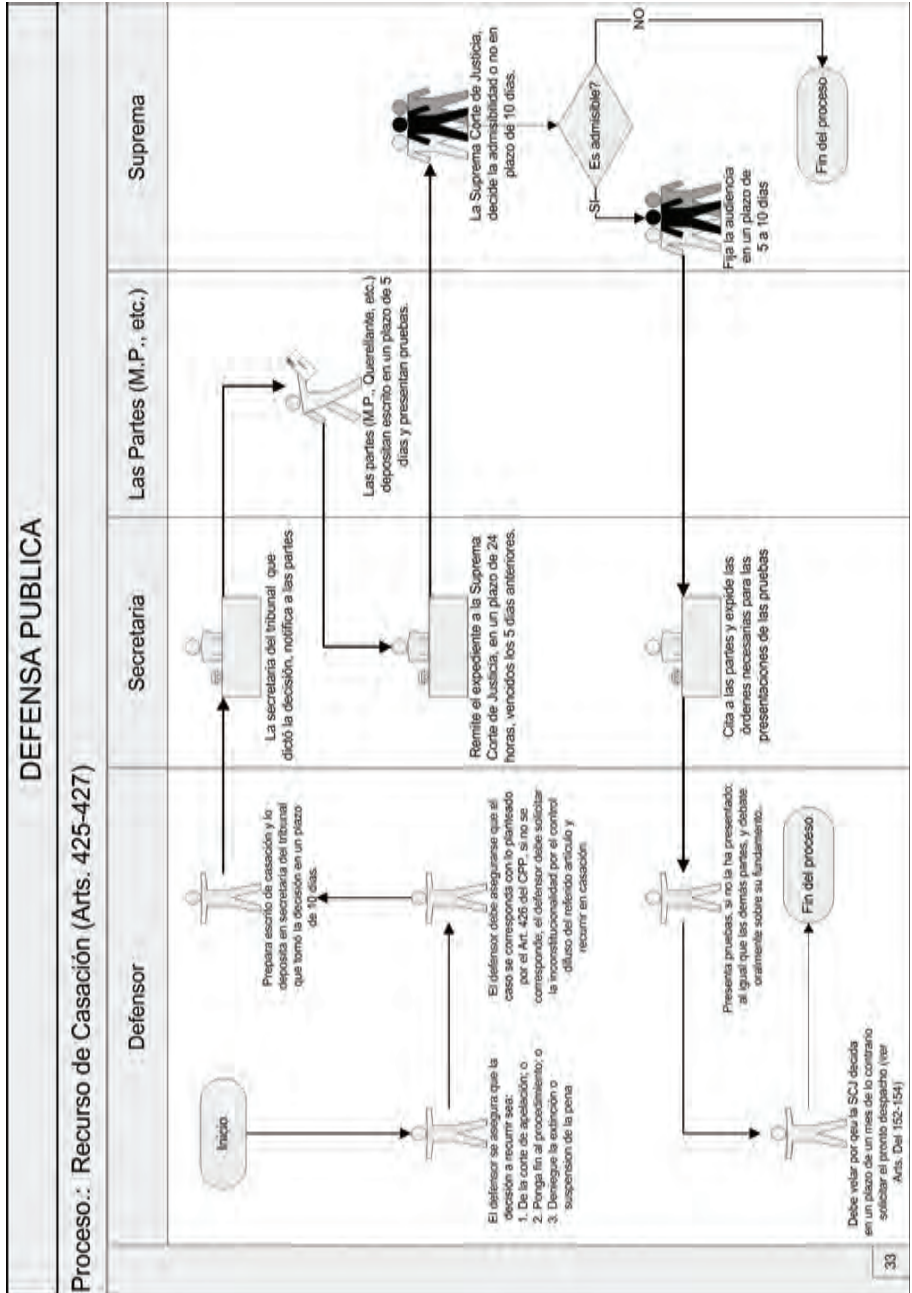 DEFENSA PUBLICA
Proceso.: Recurso de Casación (Arts. 425-427)
Defensor
Secretaria
Las Partes (M.P., etc.)
Suprema
Inicio
El defensor se asegura que la
decisión a recurrir sea:
1. De la corte de apelación; o
2. Ponga fin al procedimiento; o
3. Deniegue la extinción o
suspension de la pena
El defensor debe asegurarse que el
caso se corresponda con lo planteado
por el Art. 426 del CPP., si no se
corresponde, el defensor debe solicitar
la inconstitucionalidad por el control
difuso del referido artículo y
recurrir en casación.
Prepara escrito de casación y lo
deposita en secretaria del tribunal
que tomó la decisión en un plazo
de 10 días.
La secretaria del tribunal que
dictó la decisión, notifica a las partes
Las partes (M.P., Querellante, etc.)
depositan escrito en un plazo de 5
días y presentan pruebas.
Remite el expediente a la Suprema
Corte de Justicia, en un plazo de 24
horas, vencidos los 5 días anteriores.
La Suprema Corte de Justicia,
decide la admisibilidad o no en
plazo de 10 días.
Es admisible?
NO
SI
Fin del proceso
Fija la audiencia
en un plazo de
5 a 10 días
Cita a las partes y expide las
órdenes necesarias para las
presentaciones de las pruebas
Presenta pruebas, si no la ha presentado,
al igual que las demás partes, y debate
oralmente sobre su fundamento.
Debe velar por qeu la SCJ decida
en un plazo de un mes de lo contrario
solicitar el pronto despacho (ver
Arts. Del 152-154)
Fin del proceso
33